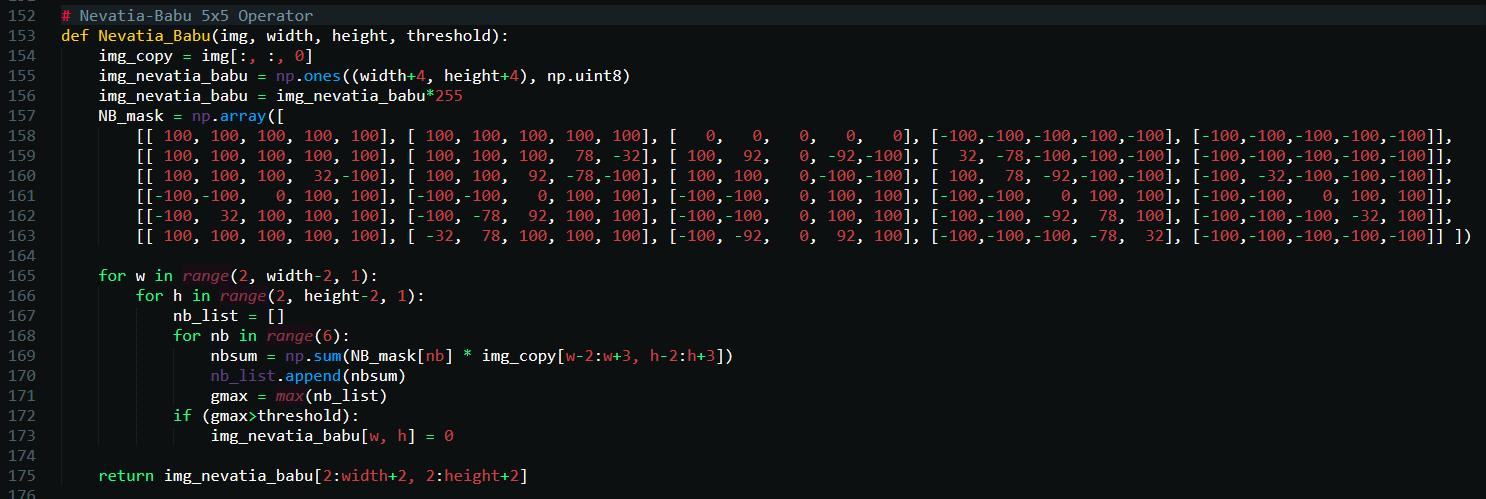 152 # Nevatia-Babu 5x5 Operator
153 def Nevatia_Babu(img, width, height, threshold):
154     img_copy = img[:, :, 0]
155     img_nevatia_babu = np.ones((width+4, height+4), np.uint8)
156     img_nevatia_babu = img_nevatia_babu*255
157     NB_mask = np.array([
158         [[ 100, 100, 100, 100, 100], [ 100, 100, 100, 100, 100], [   0,   0,   0,   0,   0], [-100,-100,-100,-100,-100], [-100,-100,-100,-100,-100]],
159         [[ 100, 100, 100, 100, 100], [ 100, 100, 100,  78, -32], [ 100,  92,   0, -92,-100], [  32, -78,-100,-100,-100], [-100,-100,-100,-100,-100]],
160         [[ 100, 100, 100,  32,-100], [ 100, 100,  92, -78,-100], [ 100, 100,   0,-100,-100], [ 100,  78, -92,-100,-100], [-100, -32,-100,-100,-100]],
161         [[-100,-100,   0, 100, 100], [-100,-100,   0, 100, 100], [-100,-100,   0, 100, 100], [-100,-100,   0, 100, 100], [-100,-100,   0, 100, 100]],
162         [[-100,  32, 100, 100, 100], [-100, -78,  92, 100, 100], [-100,-100,   0, 100, 100], [-100,-100, -92,  78, 100], [-100,-100,-100, -32, 100]],
163         [[ 100, 100, 100, 100, 100], [ -32,  78, 100, 100, 100], [-100, -92,   0,  92, 100], [-100,-100,-100, -78,  32], [-100,-100,-100,-100,-100]] ])
164
165     for w in range(2, width-2, 1):
166         for h in range(2, height-2, 1):
167             nb_list = []
168             for nb in range(6):
169                 nbsum = np.sum(NB_mask[nb] * img_copy[w-2:w+3, h-2:h+3])
170                 nb_list.append(nbsum)
171                 gmax = max(nb_list)
172             if (gmax>threshold):
173                 img_nevatia_babu[w, h] = 0
174
175     return img_nevatia_babu[2:width+2, 2:height+2]
176